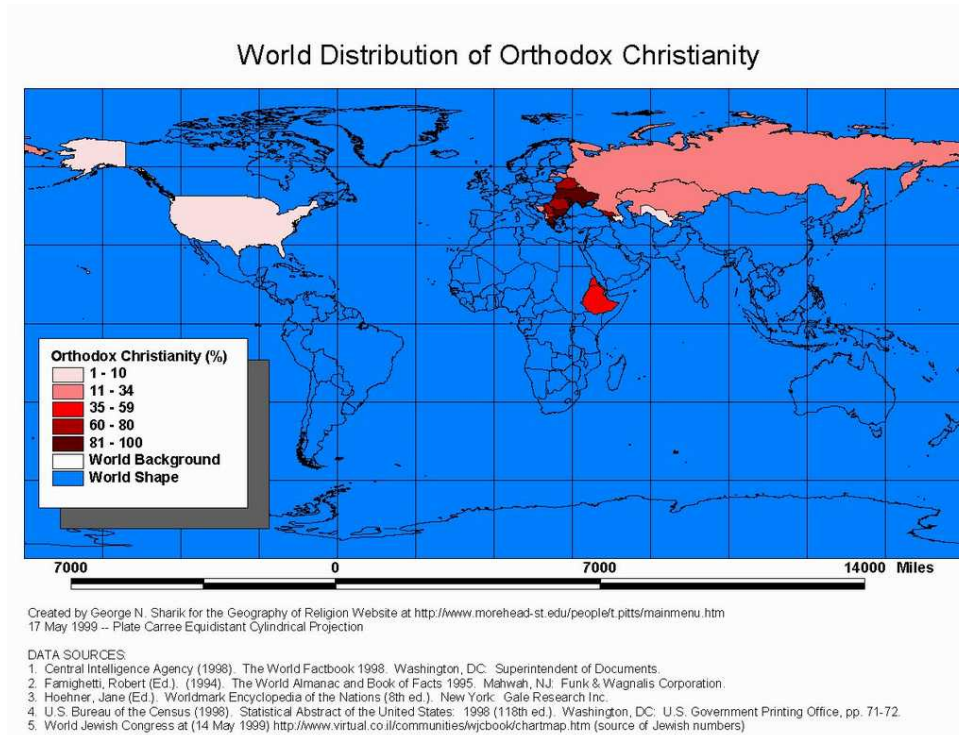 World Distribution of Orthodox Christianity
Orthodox Christianity (%)
1 - 10
11 - 34
35 - 59
60 - 80
81 - 100
World Background
World Shape
7000 0 7000 14000 Miles
Created by George N. Sharik for the Geography of Religion Website at http://www.morehead-st.edu/people/t.pitts/mainmenu.htm
17 May 1999 -- Plate Carree Equidistant Cylindrical Projection
DATA SOURCES:
1. Central Intelligence Agency (1998). The World Factbook 1998. Washington, DC: Superintendent of Documents.
2. Famighetti, Robert (Ed.). (1994). The World Almanac and Book of Facts 1995. Mahwah, NJ: Funk & Wagnalis Corporation.
3. Hoehner, Jane (Ed.). Worldmark Encyclopedia of the Nations (8th ed.). New York: Gale Research Inc.
4. U.S. Bureau of the Census (1998). Statistical Abstract of the United States: 1998 (118th ed.). Washington, DC: U.S. Government Printing Office, pp. 71-72.
5. World Jewish Congress at (14 May 1999) http://www.virtual.co.il/communities/wjcbook/chartmap.htm (source of Jewish numbers)